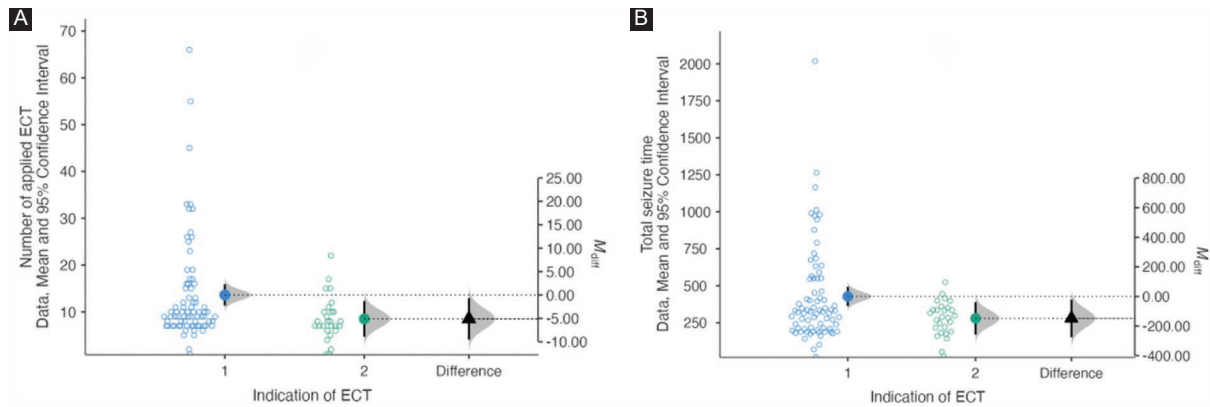 A
Number of applied ECT
Data, Mean and 95% Confidence Interval
70
60
50
40
30
20
10
25.00
20.00
15.00
10.00
5.00
0.00
-5.00
-10.00
Mdiff
1
2
Difference
Indication of ECT
B
Total seizure time
Data, Mean and 95% Confidence Interval
2000
1750
1500
1250
1000
750
500
250
800.00
600.00
400.00
200.00
0.00
-200.00
-400.00
Mdiff
1
2
Difference
Indication of ECT